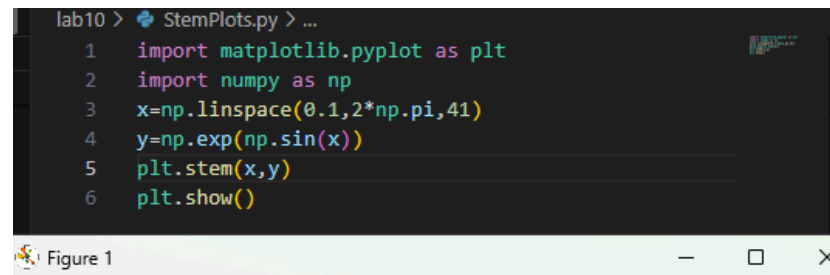 lab10 > StemPlots.py > ...
1 import matplotlib.pyplot as plt
2 import numpy as np
3 x=np.linspace(0.1,2*np.pi,41)
4 y=np.exp(np.sin(x))
5 plt.stem(x,y)
6 plt.show()
Figure 1